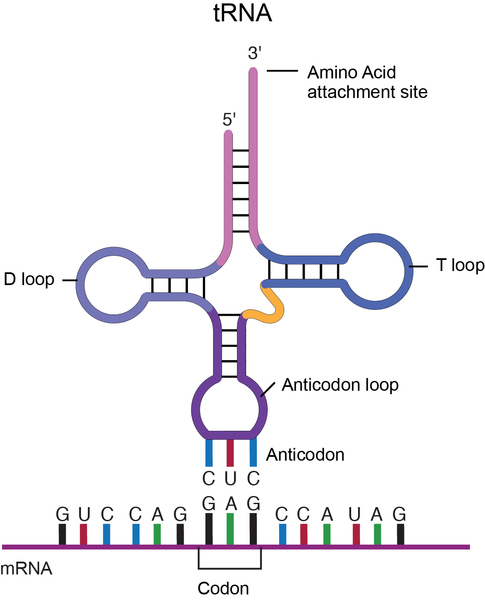 tRNA
3'
Amino Acid
attachment site
5'
D loop
T loop
Anticodon loop
Anticodon
C U C
G U C C A G G A G C C A U A G
mRNA
Codon